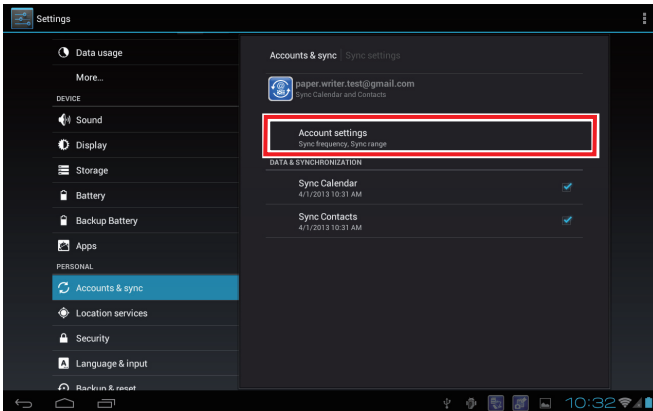 Settings
Data usage
More...
DEVICE
Sound
Display
Storage
Battery
Backup Battery
Apps
PERSONAL
Accounts & sync
Location services
Security
Language & input
Backup & reset
Accounts & sync | Sync settings
paper.writer.test@gmail.com
Sync Calendar and Contacts
Account settings
Sync frequency, Sync range
DATA & SYNCHRONIZATION
Sync Calendar
4/1/2013 10:31 AM
Sync Contacts
4/1/2013 10:31 AM
10:32